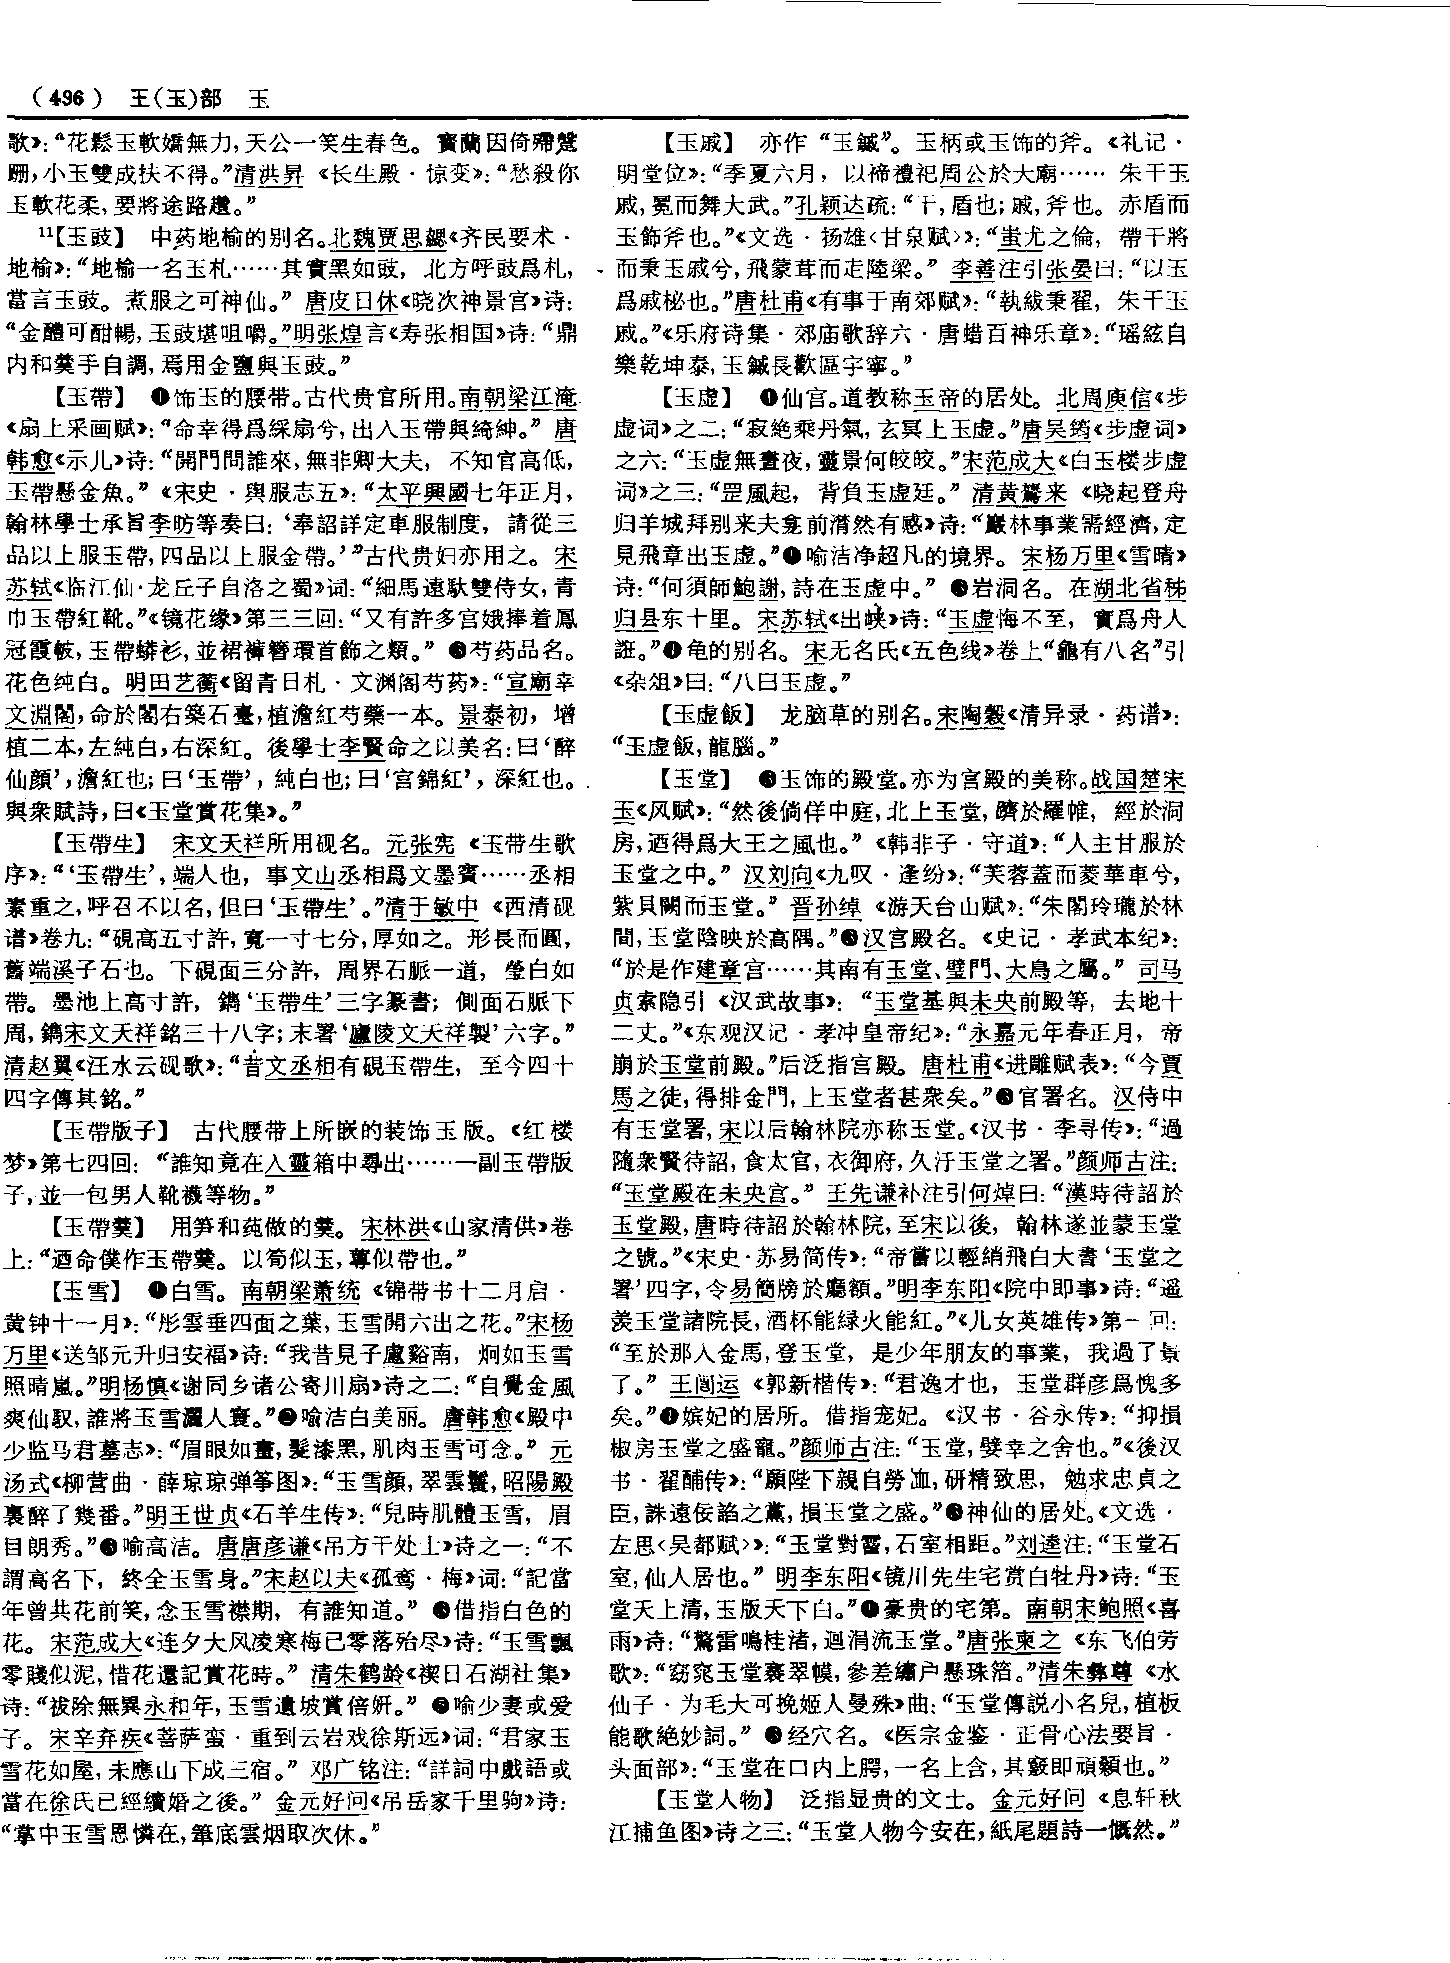 （496） 王（玉）部 玉
歌》：“花鬆玉軟嬌無力，天公一笑生春色。寶蘭因倚殢蹩
跚，小玉雙成扶不得。”清洪昇《长生殿·惊变》：“愁殺你
玉軟花柔，要將途路趱。”
11【玉豉】 中药地榆的别名。北魏贾思勰《齐民要术·
地榆》：“地榆一名玉札……其實黑如豉，北方呼豉爲札，
當言玉豉。煮服之可神仙。”唐皮日休《晓次神景宫》诗：
“金醴可酣暢，玉豉堪咀嚼。”明张煌言《寿张相国》诗：“鼎
内和羹手自調，焉用金鹽與玉豉。”
【玉帶】 ❶饰玉的腰带。古代贵官所用。南朝梁江淹
《扇上采画赋》：“命幸得爲綵扇兮，出入玉帶與綺紳。”唐
韩愈《示儿》诗：“開門問誰來，無非卿大夫，不知官高低，
玉帶懸金魚。”《宋史·舆服志五》：“太平興國七年正月，
翰林學士承旨李昉等奏曰：‘奉詔詳定車服制度，請從三
品以上服玉帶，四品以上服金帶。’”古代贵妇亦用之。宋
苏轼《临江仙·龙丘子自洛之蜀》词：“細馬遠馱雙侍女，青
巾玉帶紅靴。”《镜花缘》第三三回：“又有許多宫娥捧着鳳
冠霞帔，玉帶蟒衫，並裙褲簪環首飾之類。”❷芍药品名。
花色纯白。明田艺蘅《留青日札·文渊阁芍药》：“宣廟幸
文淵閣，命於閣右築石臺，植澹紅芍藥一本。景泰初，增
植二本，左純白，右深紅。後學士李賢命之以美名：曰‘醉
仙顔’，澹紅也；曰‘玉帶’，純白也；曰‘宫錦紅’，深紅也。
與衆賦詩，曰《玉堂賞花集》。”
【玉帶生】 宋文天祥所用砚名。元张宪《玉带生歌
序》：“‘玉帶生’，端人也，事文山丞相爲文墨賓……丞相
素重之，呼召不以名，但曰‘玉帶生’。”清于敏中《西清砚
谱》卷九：“硯高五寸許，寬一寸七分，厚如之。形長而圓，
舊端溪子石也。下硯面三分許，周界石脈一道，瑩白如
帶。墨池上高寸許，鐫‘玉帶生’三字篆書；側面石脈下
周，鐫宋文天祥銘三十八字；末署‘廬陵文天祥製’六字。”
清赵翼《汪水云砚歌》：“昔文丞相有硯玉帶生，至今四十
四字傳其銘。”
【玉帶版子】 古代腰带上所嵌的装饰玉版。《红楼
梦》第七四回：“誰知竟在入靈箱中尋出……一副玉帶版
子，並一包男人靴襪等物。”
【玉帶羹】 用笋和莼做的羹。宋林洪《山家清供》卷
上：“迺命僕作玉帶羹。以筍似玉，蓴似帶也。”
【玉雪】 ❶白雪。南朝梁萧统《锦带书十二月启·
黄钟十一月》：“彤雲垂四面之葉，玉雪開六出之花。”宋杨
万里《送邹元升归安福》诗：“我昔見子盧谿南，炯如玉雪
照晴嵐。”明杨慎《谢同乡诸公寄川扇》诗之二：“自覺金風
爽仙馭，誰將玉雪灑人寰。”❷喻洁白美丽。唐韩愈《殿中
少监马君墓志》：“眉眼如畫，髮漆黑，肌肉玉雪可念。”元
汤式《柳营曲·薛琼琼弹筝图》：“玉雪顔，翠雲鬟，昭陽殿
裏醉了幾番。”明王世贞《石羊生传》：“兒時肌體玉雪，眉
目朗秀。”❸喻高洁。唐唐彦谦《吊方干处士》诗之一：“不
謂高名下，終全玉雪身。”宋赵以夫《孤鸾·梅》词：“記當
年曾共花前笑，念玉雪襟期，有誰知道。”❹借指白色的
花。宋范成大《连夕大风凌寒梅已零落殆尽》诗：“玉雪飄
零賤似泥，惜花還記賞花時。”清朱鹤龄《禊日石湖社集》
诗：“祓除無異永和年，玉雪遺坡賞倍妍。”❺喻少妻或爱
子。宋辛弃疾《菩萨蛮·重到云岩戏徐斯远》词：“君家玉
雪花如屋，未應山下成三宿。”邓广铭注：“詳詞中戲語或
當在徐氏已經續婚之後。”金元好问《吊岳家千里驹》诗：
“掌中玉雪思憐在，筆底雲烟取次休。”
【玉戚】 亦作“玉鏚”。玉柄或玉饰的斧。《礼记·
明堂位》：“季夏六月，以禘禮祀周公於大廟……朱干玉
戚，冕而舞大武。”孔颖达疏：“干，盾也；戚，斧也。赤盾而
玉飾斧也。”《文选·扬雄〈甘泉赋〉》：“蚩尤之倫，帶干將
而秉玉戚兮，飛蒙茸而走陸梁。”李善注引张晏曰：“以玉
爲戚柲也。”唐杜甫《有事于南郊赋》：“執紱秉翟，朱干玉
戚。”《乐府诗集·郊庙歌辞六·唐蜡百神乐章》：“瑶絃自
樂乾坤泰，玉鏚長歡區宇寧。”
【玉虚】 ❶仙宫。道教称玉帝的居处。北周庾信《步
虚词》之二：“寂絶乘丹氣，玄冥上玉虚。”唐吴筠《步虚词》
之六：“玉虚無晝夜，靈景何皎皎。”宋范成大《白玉楼步虚
词》之三：“罡風起，背負玉虚廷。”清黄鷟来《晓起登舟
归羊城拜别来夫龛前潸然有感》诗：“巖林事業需經濟，定
見飛章出玉虚。”❷喻洁净超凡的境界。宋杨万里《雪晴》
诗：“何須師鮑謝，詩在玉虚中。”❸岩洞名。在湖北省秭
归县东十里。宋苏轼《出峡》诗：“玉虚悔不至，實爲舟人
誑。”❹龟的别名。宋无名氏《五色线》卷上“龜有八名”引
《杂俎》曰：“八曰玉虚。”
【玉虚飯】 龙脑草的别名。宋陶穀《清异录·药谱》：
“玉虚飯，龍腦。”
【玉堂】 ❶玉饰的殿堂。亦为宫殿的美称。战国楚宋
玉《风赋》：“然後倘佯中庭，北上玉堂，躋於羅帷，經於洞
房，迺得爲大王之風也。”《韩非子·守道》：“人主甘服於
玉堂之中。”汉刘向《九叹·逢纷》：“芙蓉蓋而菱華車兮，
紫貝闕而玉堂。”晋孙绰《游天台山赋》：“朱閣玲瓏於林
間，玉堂陰映於高隅。”❷汉宫殿名。《史记·孝武本纪》：
“於是作建章宫……其南有玉堂、璧門、大鳥之屬。”司马
贞索隐引《汉武故事》：“玉堂基與未央前殿等，去地十
二丈。”《东观汉记·孝冲皇帝纪》：“永嘉元年春正月，帝
崩於玉堂前殿。”后泛指宫殿。唐杜甫《进雕赋表》：“今賈
馬之徒，得排金門，上玉堂者甚衆矣。”❸官署名。汉侍中
有玉堂署，宋以后翰林院亦称玉堂。《汉书·李寻传》：“過
隨衆賢待詔，食太官，衣御府，久汙玉堂之署。”颜师古注：
“玉堂殿在未央宫。”王先谦补注引何焯曰：“漢時待詔於
玉堂殿，唐時待詔於翰林院，至宋以後，翰林遂並蒙玉堂
之號。”《宋史·苏易简传》：“帝嘗以輕綃飛白大書‘玉堂之
署’四字，令易簡牓於廳額。”明李东阳《院中即事》诗：“遥
羨玉堂諸院長，酒杯能緑火能紅。”《儿女英雄传》第一回：
“至於那入金馬，登玉堂，是少年朋友的事業，我過了景
了。”王闿运《郭新楷传》：“君逸才也，玉堂群彦爲愧多
矣。”❹嫔妃的居所。借指宠妃。《汉书·谷永传》：“抑損
椒房玉堂之盛寵。”颜师古注：“玉堂，嬖幸之舍也。”《後汉
书·翟酺传》：“願陛下親自勞恤，研精致思，勉求忠貞之
臣，誅遠佞諂之黨，損玉堂之盛。”❺神仙的居处。《文选·
左思〈吴都赋〉》：“玉堂對霤，石室相距。”刘逵注：“玉堂石
室，仙人居也。”明李东阳《镜川先生宅赏白牡丹》诗：“玉
堂天上清，玉版天下白。”❻豪贵的宅第。南朝宋鲍照《喜
雨》诗：“驚雷鳴桂渚，迴涓流玉堂。”唐张柬之《东飞伯劳
歌》：“窈窕玉堂褰翠幙，參差繡户懸珠箔。”清朱彝尊《水
仙子·为毛大可挽姬人曼殊》曲：“玉堂傳説小名兒，植板
能歌絶妙詞。”❼经穴名。《医宗金鉴·正骨心法要旨·
头面部》：“玉堂在口内上腭，一名上含，其竅即頏顙也。”
【玉堂人物】 泛指显贵的文士。金元好问《息轩秋
江捕鱼图》诗之三：“玉堂人物今安在，紙尾題詩一慨然。”